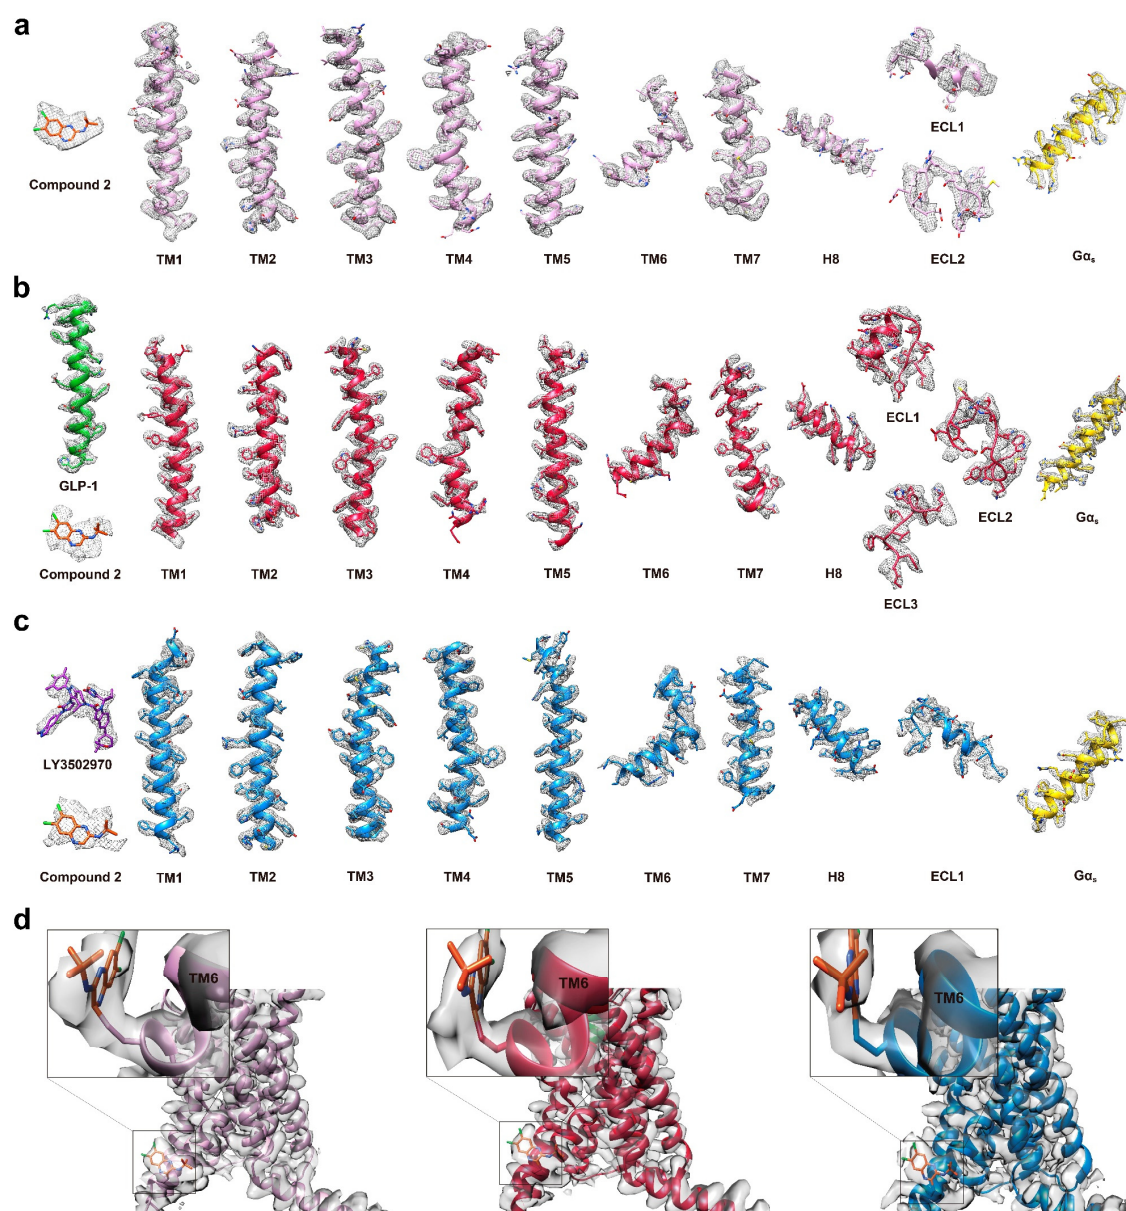 a
Compound 2
TM1
TM2
TM3
TM4
TM5
TM6
TM7
H8
ECL1
ECL2
Gαs
b
GLP-1
Compound 2
TM1
TM2
TM3
TM4
TM5
TM6
TM7
H8
ECL1
ECL2
ECL3
Gαs
c
LY3502970
Compound 2
TM1
TM2
TM3
TM4
TM5
TM6
TM7
H8
ECL1
Gαs
d
TM6
TM6
TM6